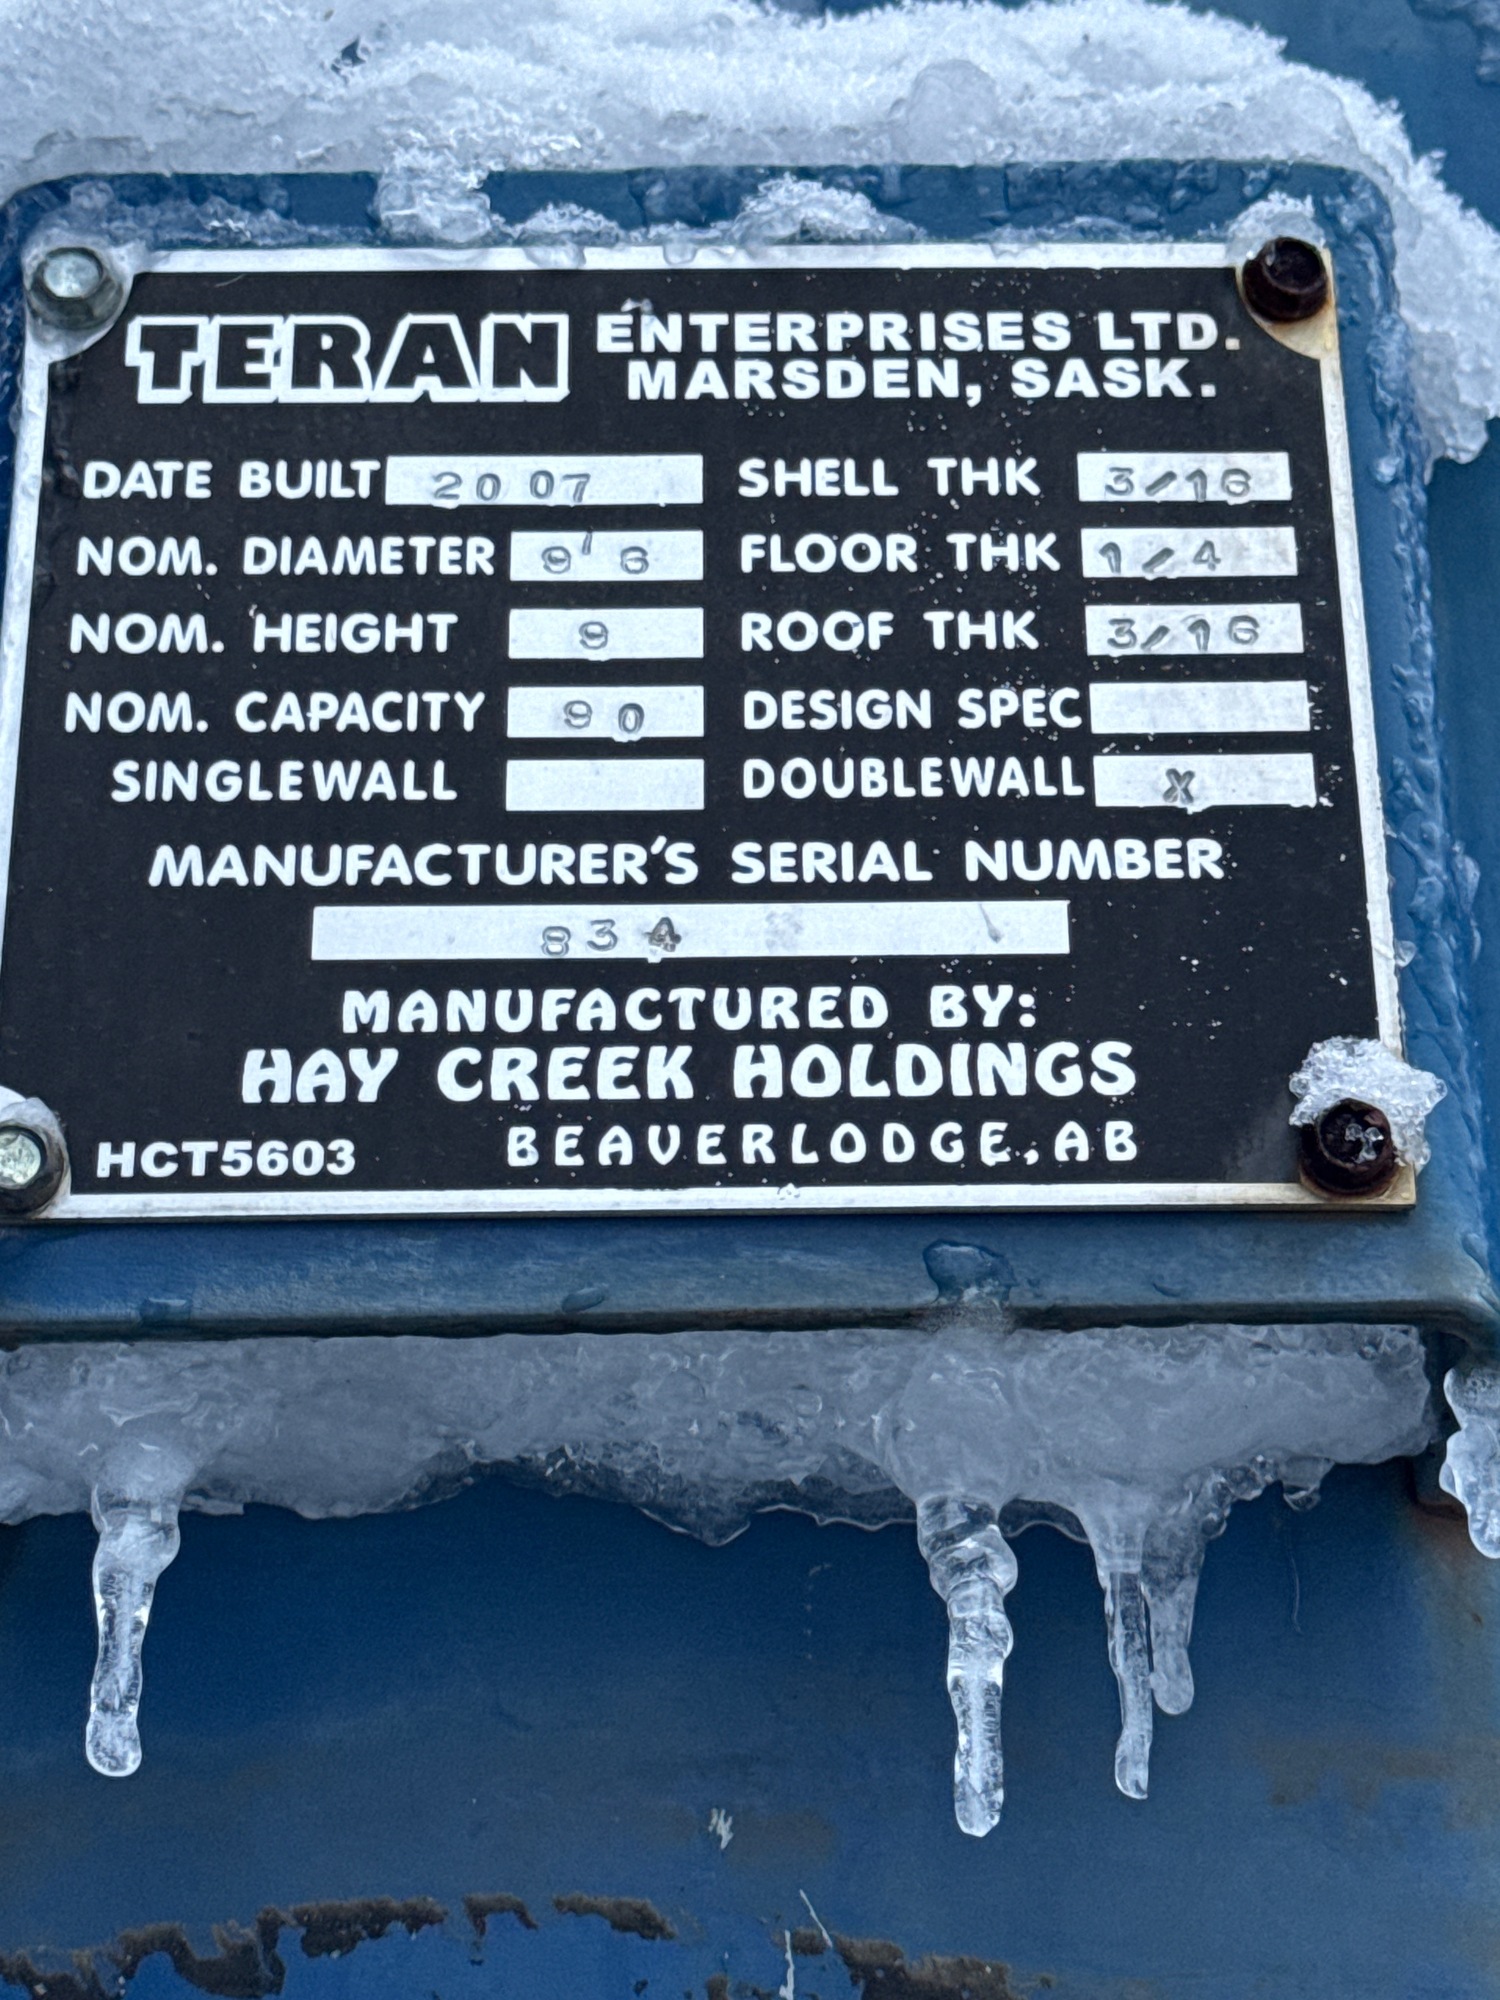 TERAN ENTERPRISES LTD.
MARSDEN, SASK.
DATE BUILT 2007 SHELL THK 3/16
NOM. DIAMETER 9'6 FLOOR THK 1/4
NOM. HEIGHT 8 ROOF THK 3/16
NOM. CAPACITY 90 DESIGN SPEC
SINGLEWALL DOUBLEWALL X
MANUFACTURER'S SERIAL NUMBER
834
MANUFACTURED BY:
HAY CREEK HOLDINGS
HCT5603 BEAVERLODGE, AB